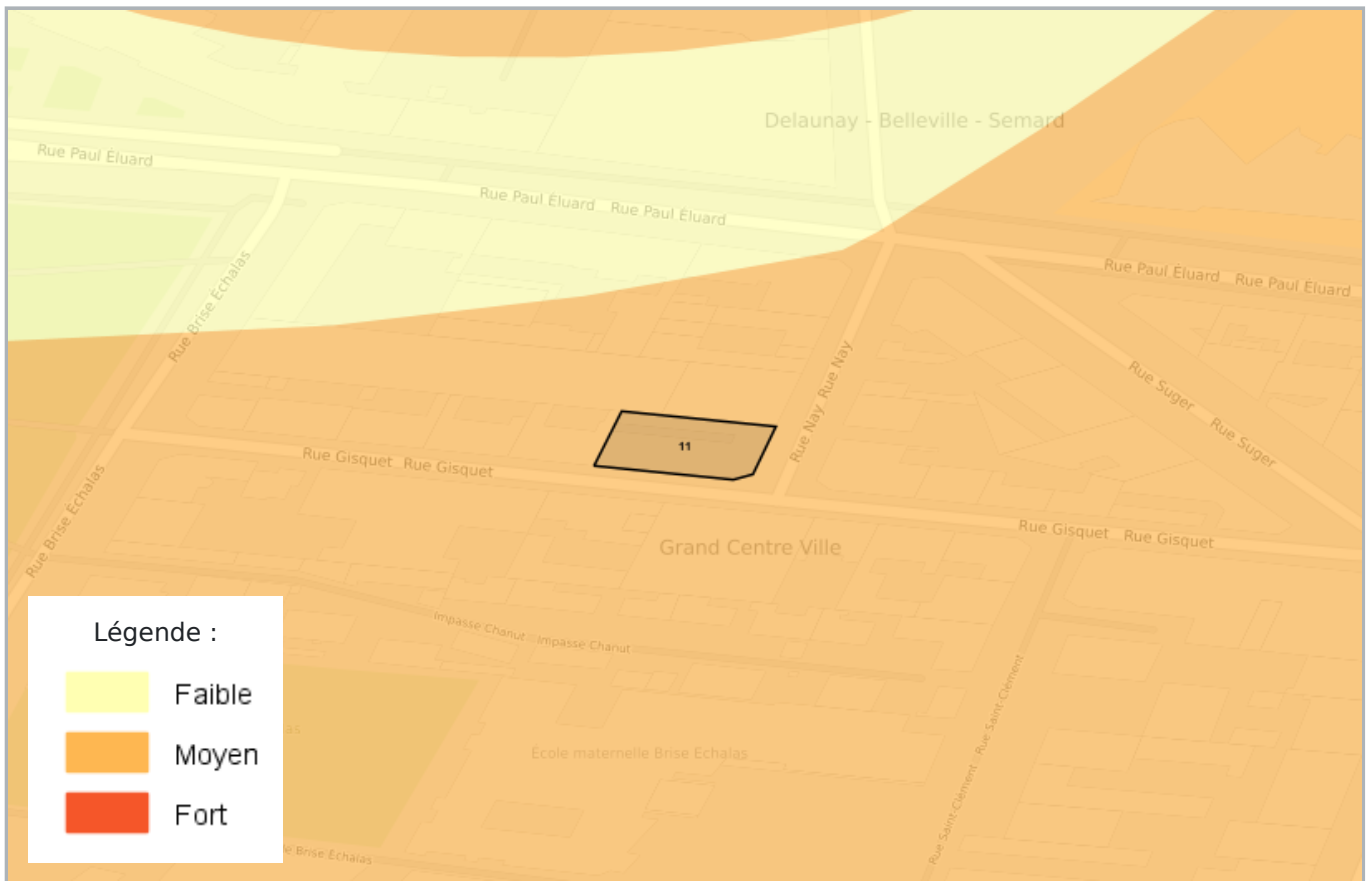 Delaunay - Belleville - Semard
Rue Paul Éluard
Rue Paul Éluard Rue Paul Éluard
Rue Paul Éluard Rue Paul Éluard
Rue Brise Échalas
Rue Nay Rue Nay
Rue Suger Rue Suger
11
Rue Gisquet Rue Gisquet
Rue Brise Échalas
Rue Gisquet Rue Gisquet
Grand Centre Ville
Impasse Chanut Impasse Chanut
Rue Saint-Clément Rue Saint-Clément
École maternelle Brise Echalas
Légende :
Faible
Moyen
Fort
as
e Brise Échalas